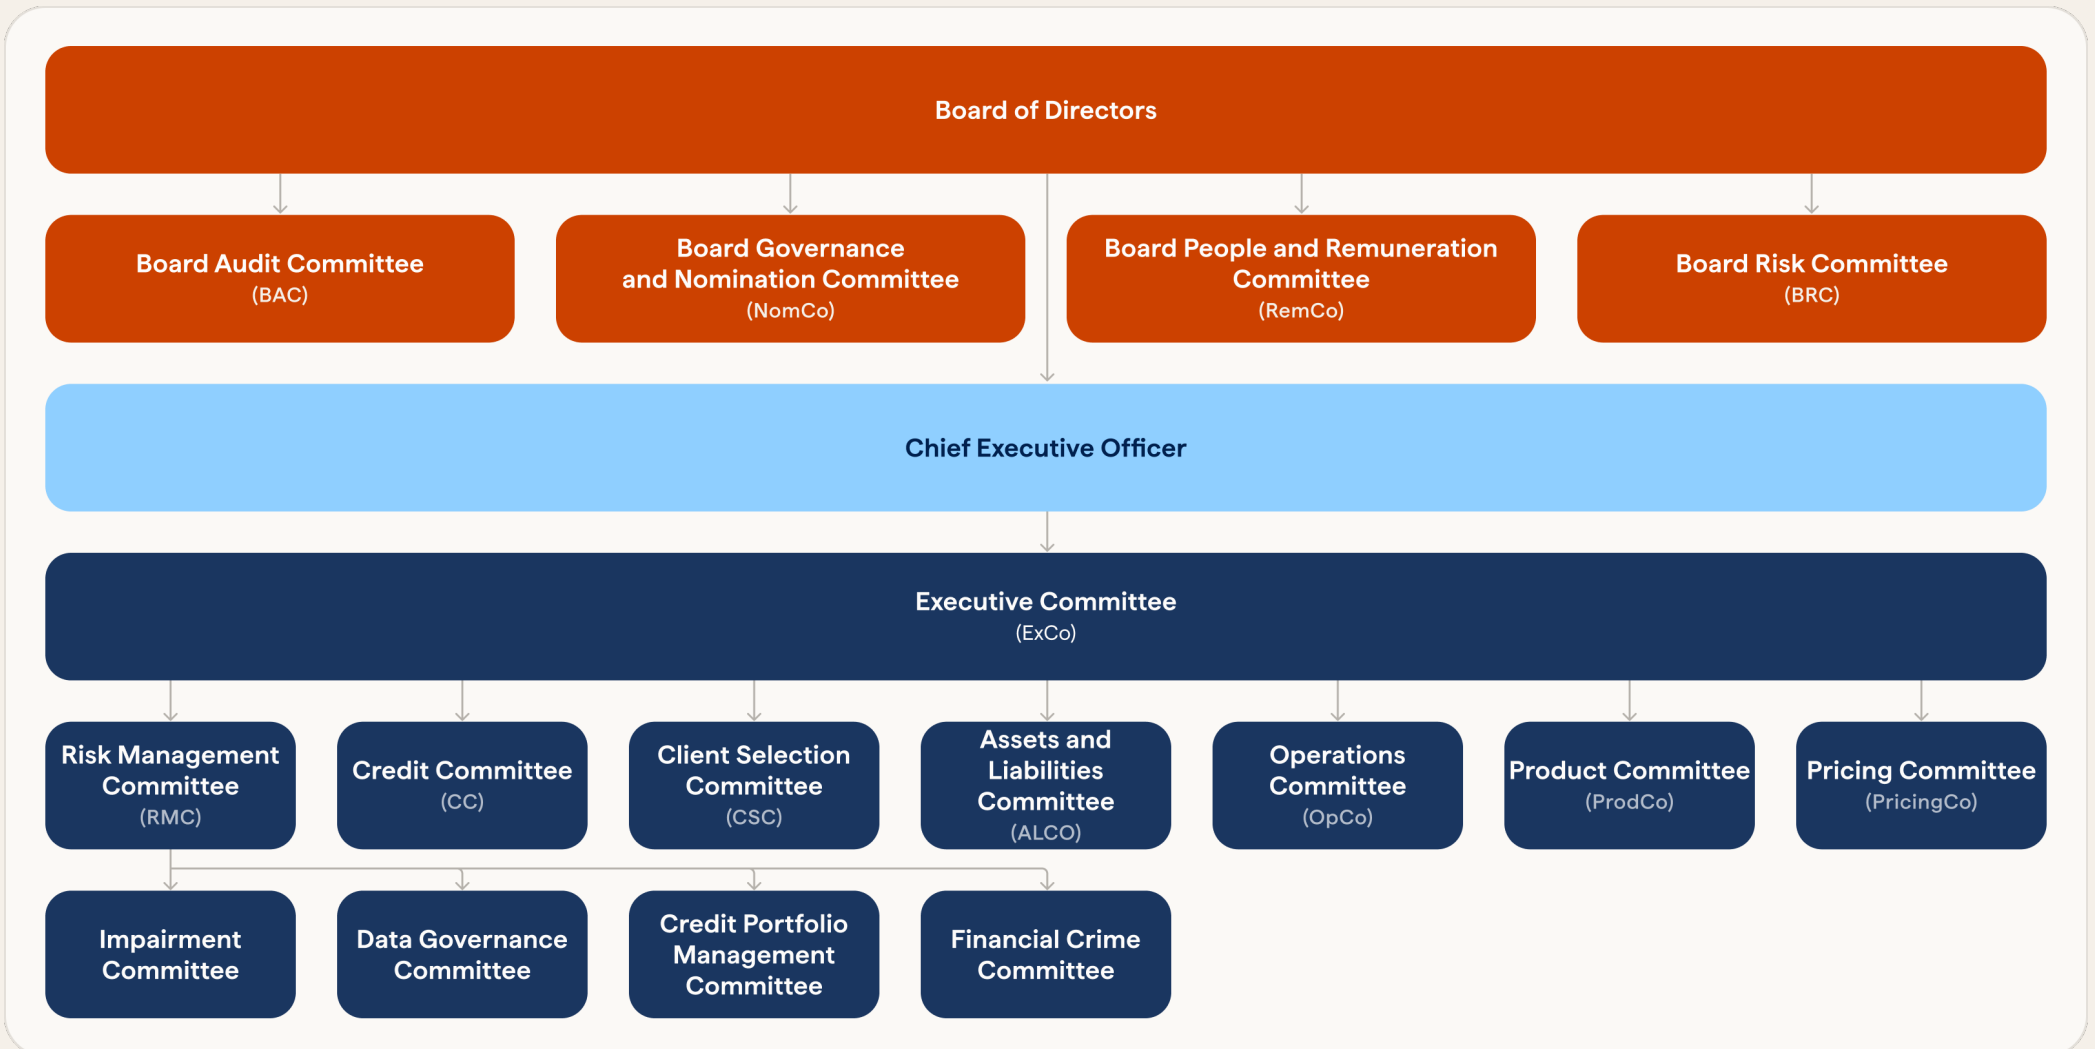 Board of Directors
Board Audit Committee
(BAC)
Board Governance
and Nomination Committee
(NomCo)
Board People and Remuneration
Committee
(RemCo)
Board Risk Committee
(BRC)
Chief Executive Officer
Executive Committee
(ExCo)
Risk Management
Committee
(RMC)
Credit Committee
(CC)
Client Selection
Committee
(CSC)
Assets and
Liabilities
Committee
(ALCO)
Operations
Committee
(OpCo)
Product Committee
(ProdCo)
Pricing Committee
(PricingCo)
Impairment
Committee
Data Governance
Committee
Credit Portfolio
Management
Committee
Financial Crime
Committee